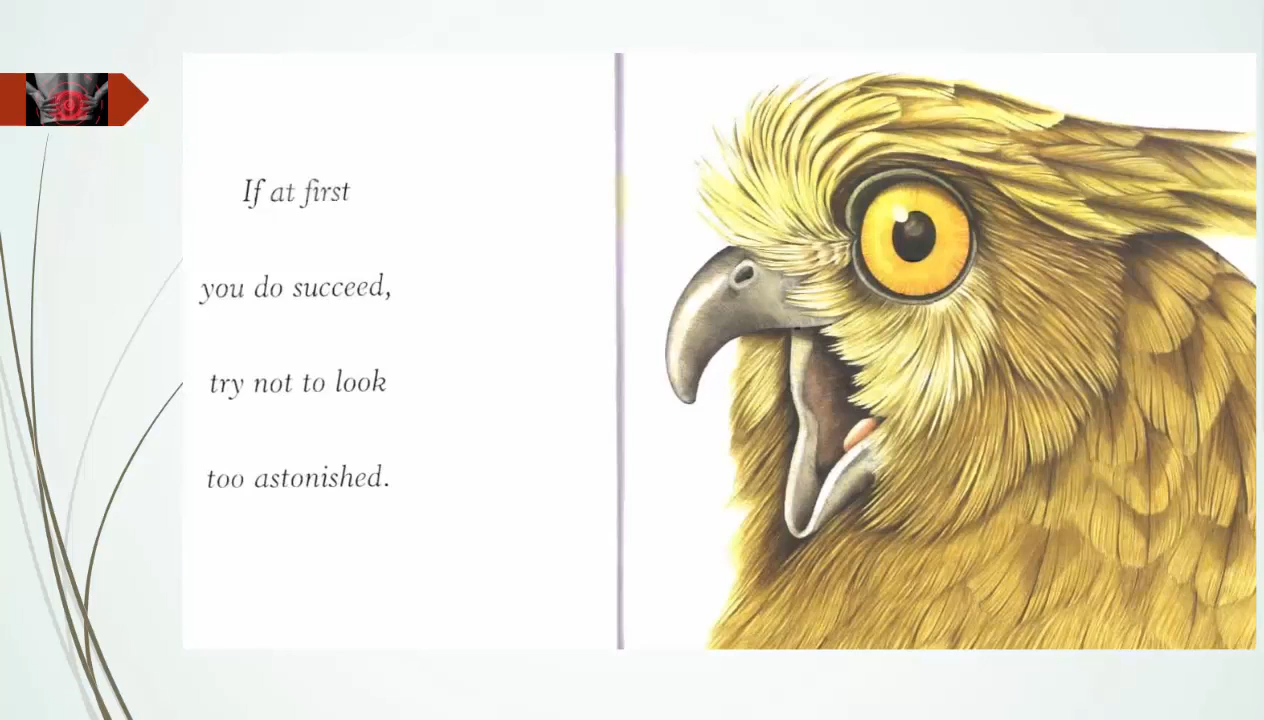 If at first
you do succeed,
try not to look
too astonished.